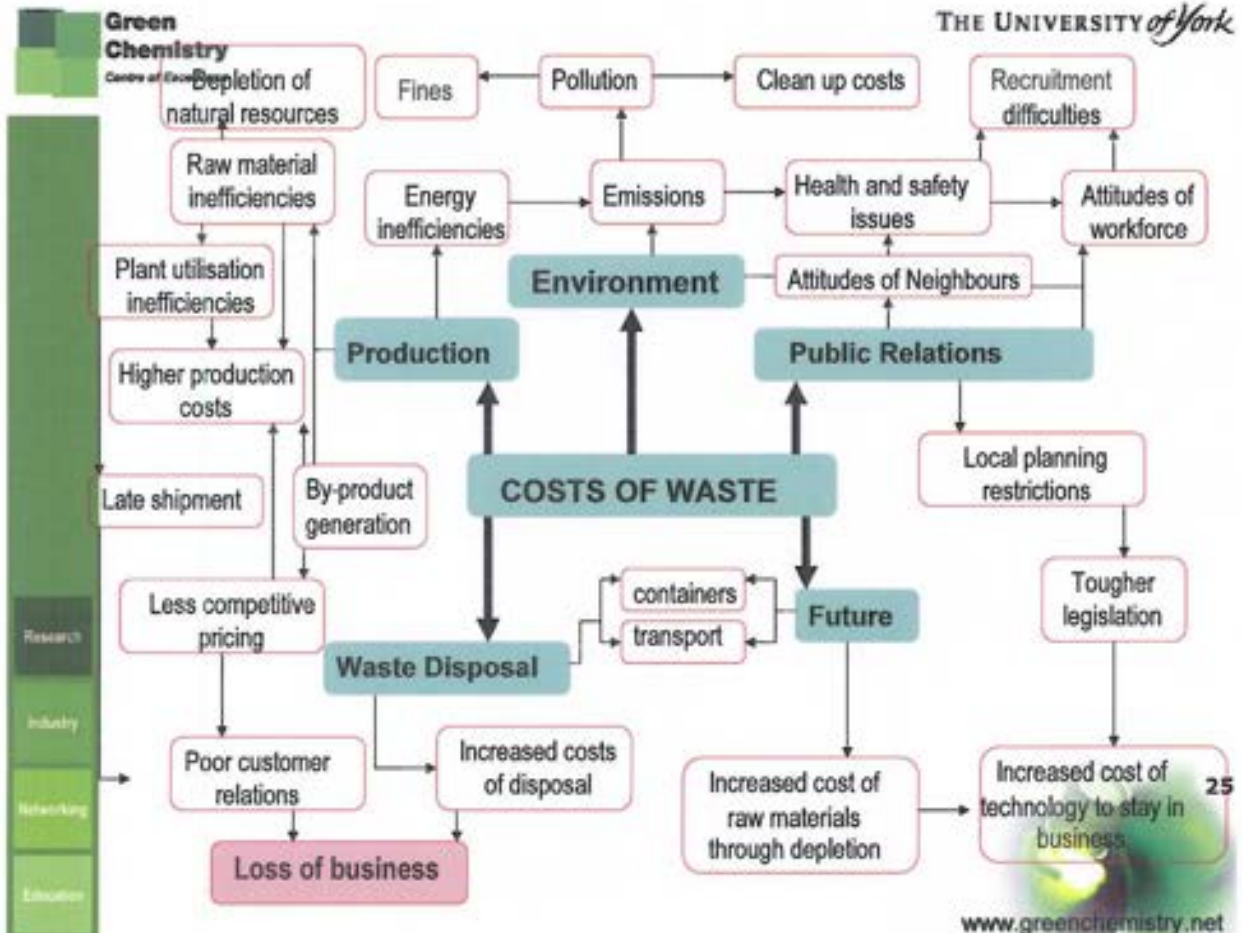 Green
Chemistry
Centre of Excellence
THE UNIVERSITY of York
Depletion of
natural resources
Fines
Pollution
Clean up costs
Recruitment
difficulties
Raw material
inefficiencies
Energy
inefficiencies
Emissions
Health and safety
issues
Attitudes of
workforce
Plant utilisation
inefficiencies
Environment
Attitudes of Neighbours
Production
Public Relations
Higher production
costs
Late shipment
By-product
generation
COSTS OF WASTE
Local planning
restrictions
Less competitive
pricing
containers
transport
Future
Tougher
legislation
Waste Disposal
Poor customer
relations
Increased costs
of disposal
Increased cost of
raw materials
through depletion
Increased cost of
technology to stay in
business
25
Loss of business
Research
Industry
Networking
Education
www.greenchemistry.net